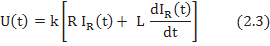 U(t) = k [ R I_R(t) + L dI_R(t)/dt ] (2.3)